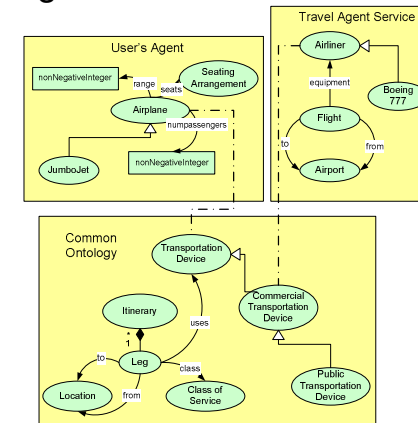 Travel Agent Service
User's Agent
Airliner
nonNegativeInteger
range
seats
Seating
Arrangement
equipment
Boeing
777
Airplane
numpassengers
Flight
to
from
nonNegativeInteger
JumboJet
Airport
Common
Ontology
Transportation
Device
Itinerary
Commercial
Transportation
Device
*
1
uses
Leg
to
class
from
Location
Class of
Service
Public
Transportation
Device